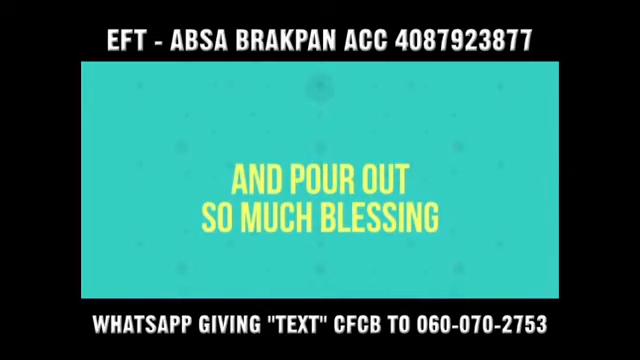 EFT - ABSA BRAKPAN ACC 4087923877
AND POUR OUT
SO MUCH BLESSING
WHATSAPP GIVING "TEXT" CFCB TO 060-070-2753